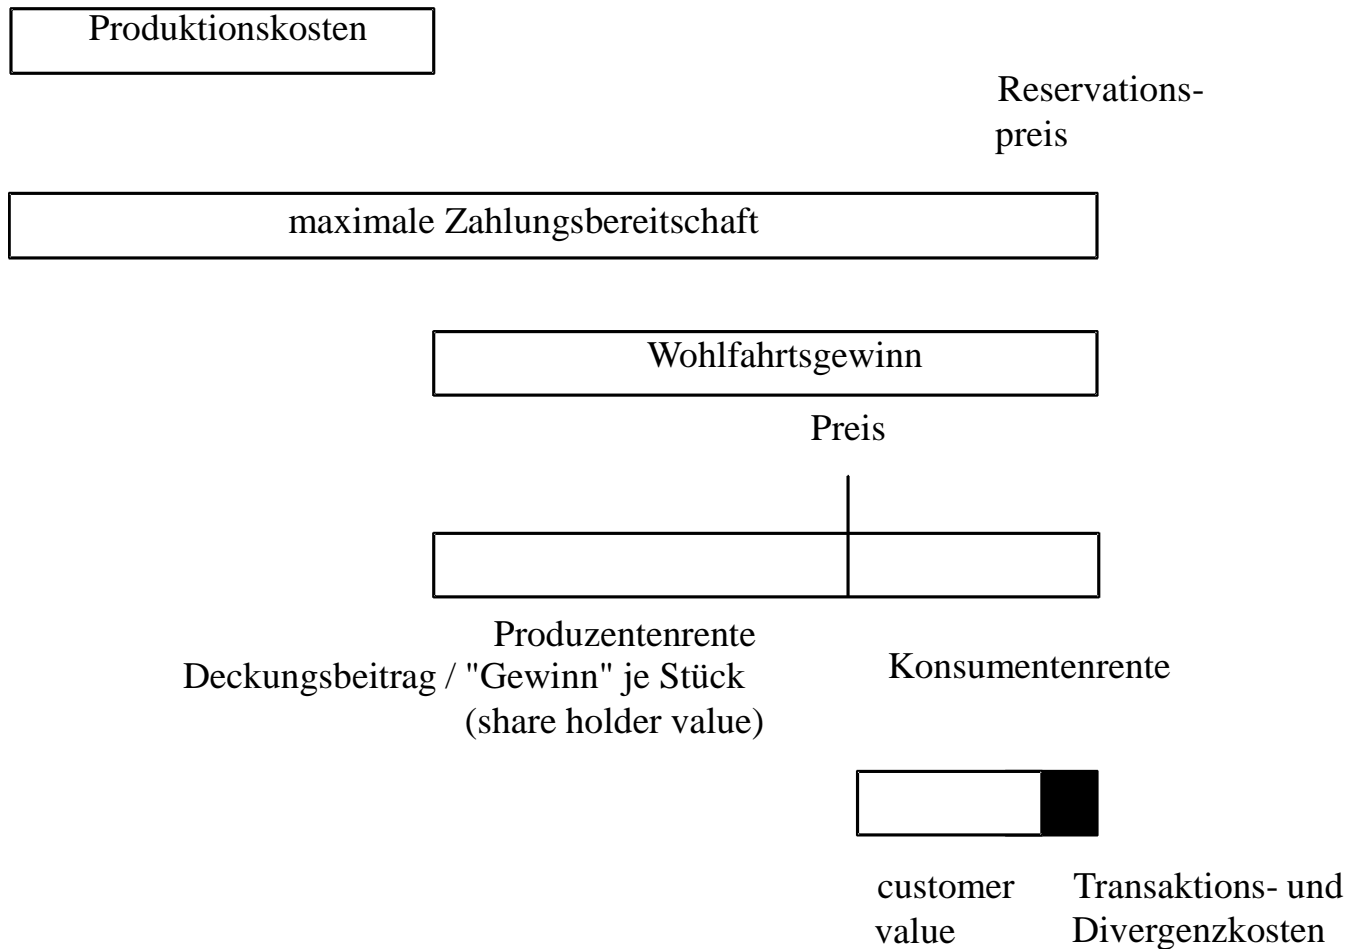 Produktionskosten
Reservations-
preis
maximale Zahlungsbereitschaft
Wohlfahrtsgewinn
Preis
Produzentenrente
Deckungsbeitrag / "Gewinn" je Stück
(share holder value)
Konsumentenrente
customer
value
Transaktions- und
Divergenzkosten